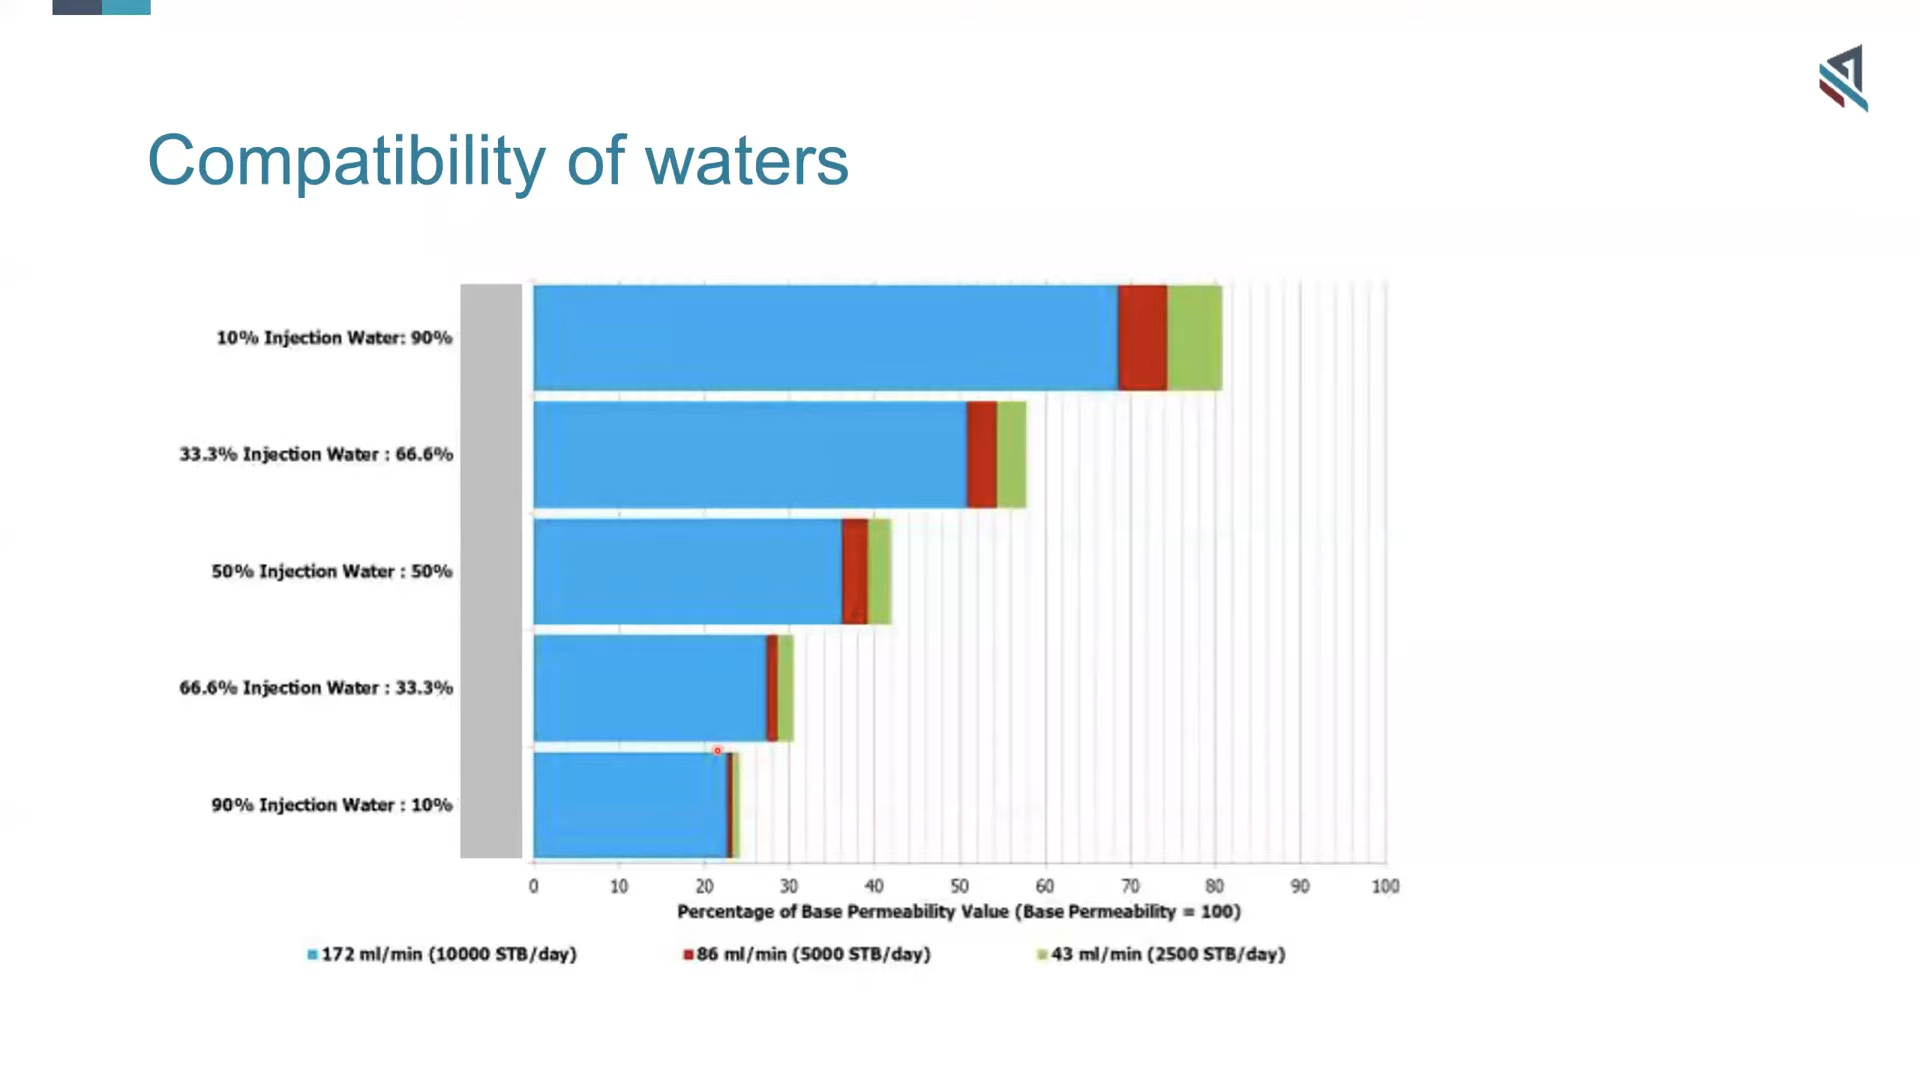 Compatibility of waters
10% Injection Water: 90%
33.3% Injection Water : 66.6%
50% Injection Water : 50%
66.6% Injection Water : 33.3%
90% Injection Water : 10%
0 10 20 30 40 50 60 70 80 90 100
Percentage of Base Permeability Value (Base Permeability = 100)
172 ml/min (10000 STB/day) 86 ml/min (5000 STB/day) 43 ml/min (2500 STB/day)